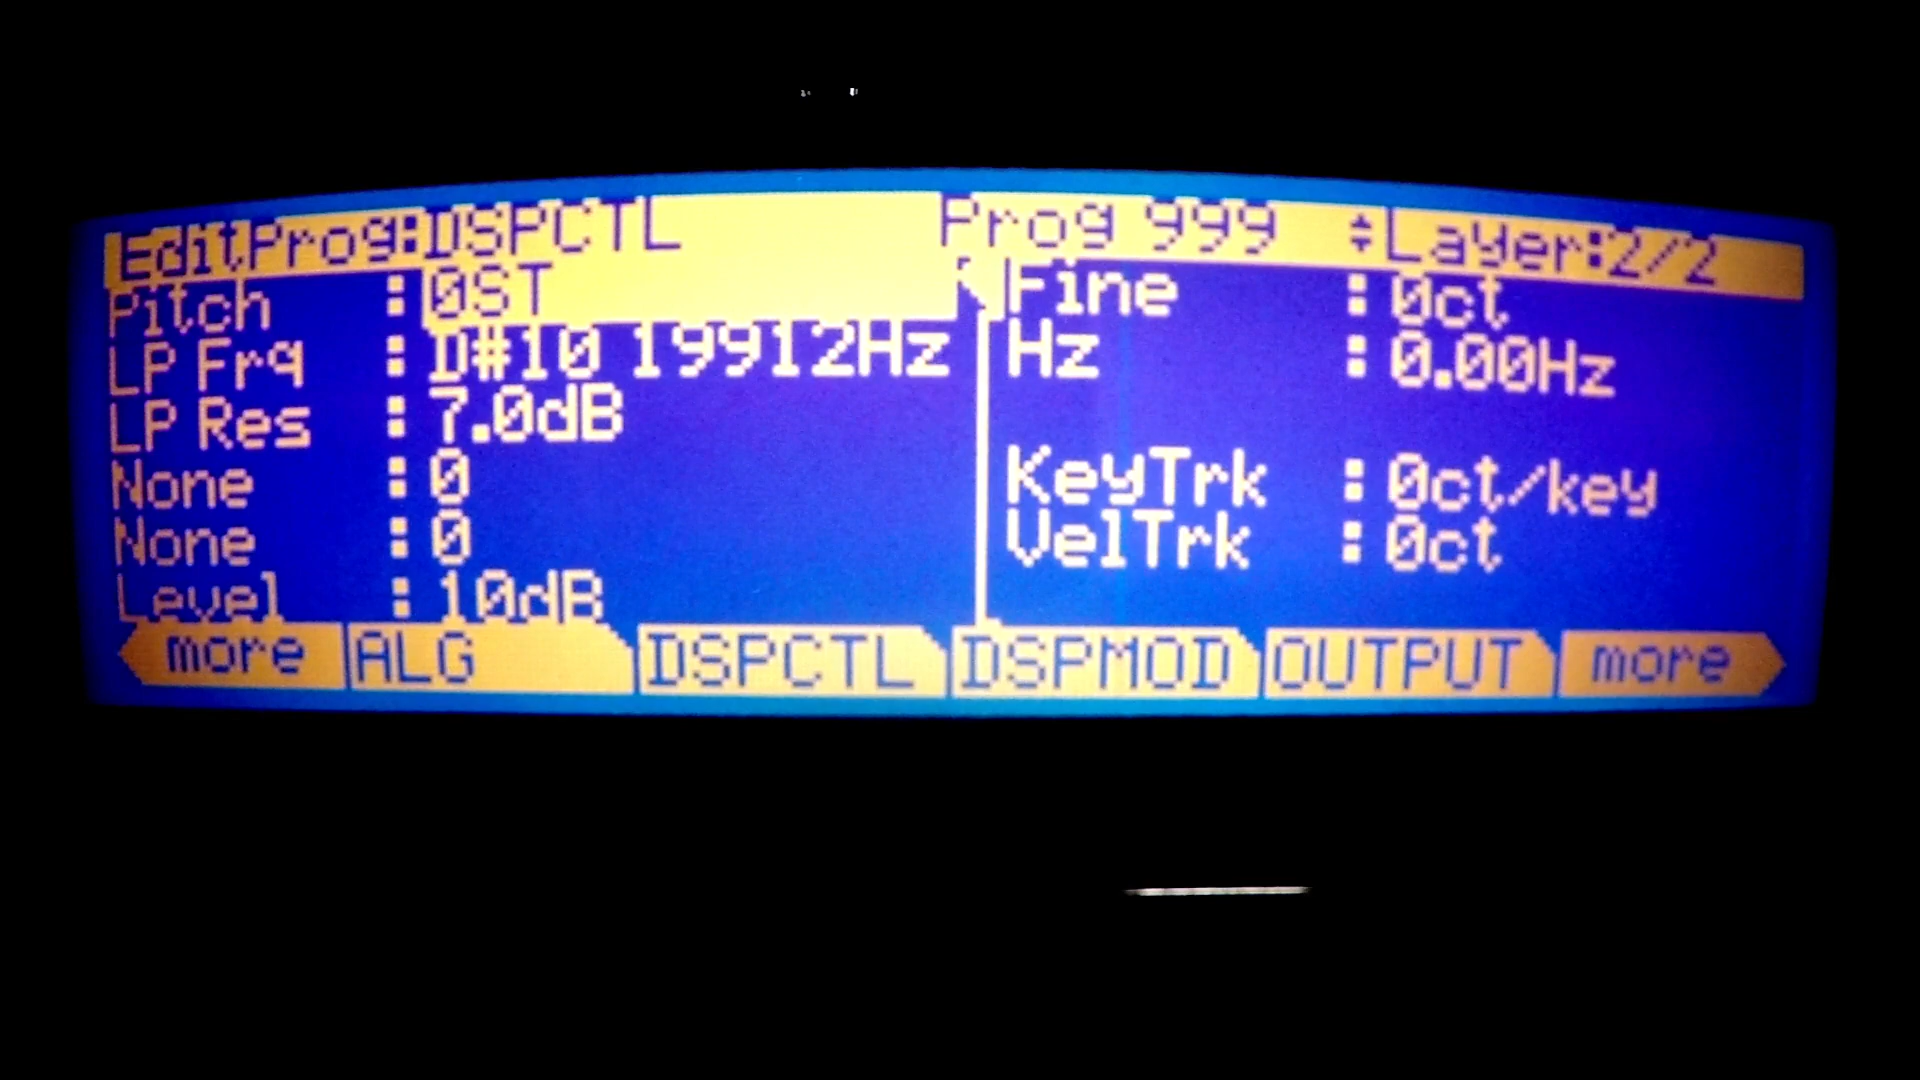 EditProg:DSPCTL Prog 999 Layer:2/2
Pitch :0ST Fine :0ct
LP Frq :D#10 19912Hz Hz :0.00Hz
LP Res :7.0dB
None :0 KeyTrk :0ct/key
None :0 VelTrk :0ct
Level :10dB
more ALG DSPCTL DSPMOD OUTPUT more